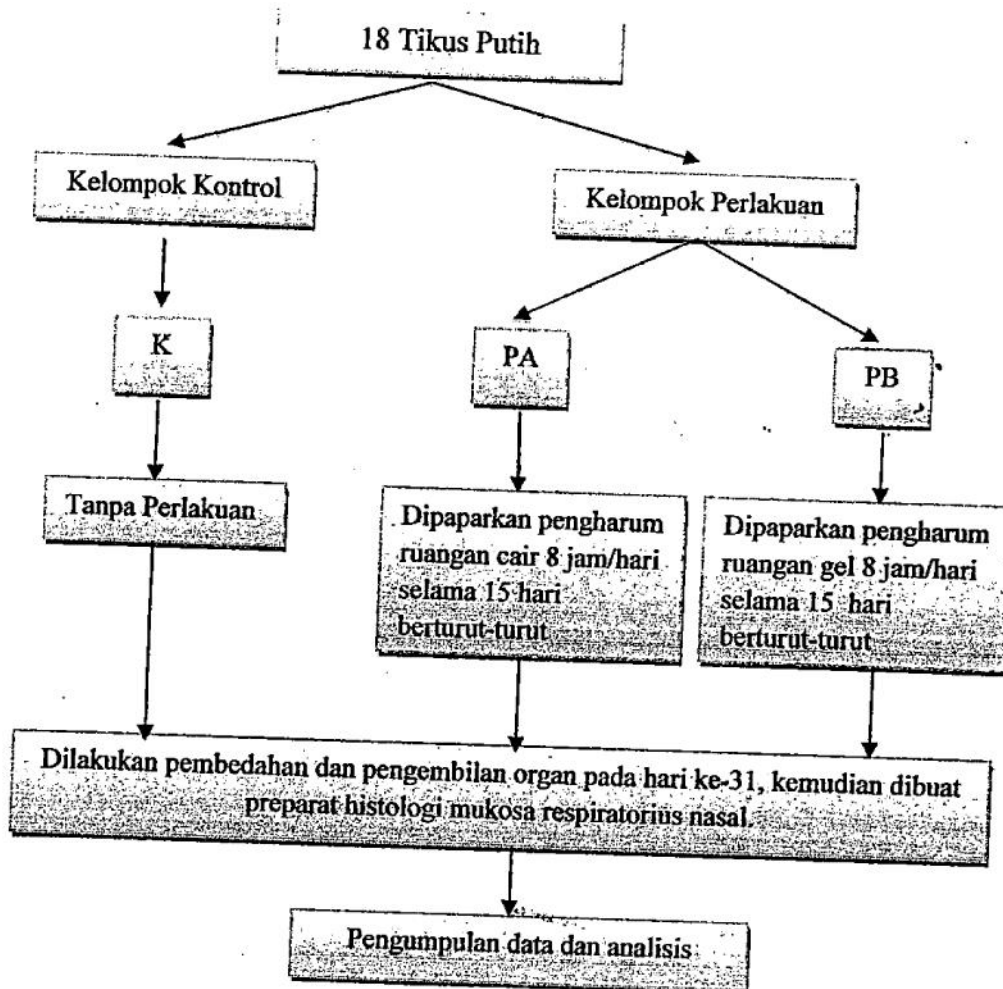 18 Tikus Putih
Kelompok Kontrol
Kelompok Perlakuan
K
PA
PB
Tanpa Perlakuan
Dipaparkan pengharum
ruangan cair 8 jam/hari
selama 15 hari
berturut-turut
Dipaparkan pengharum
ruangan gel 8 jam/hari
selama 15 hari
berturut-turut
Dilakukan pembedahan dan pengembilan organ pada hari ke-31, kemudian dibuat
preparat histologi mukosa respiratorius nasal.
Pengumpulan data dan analisis